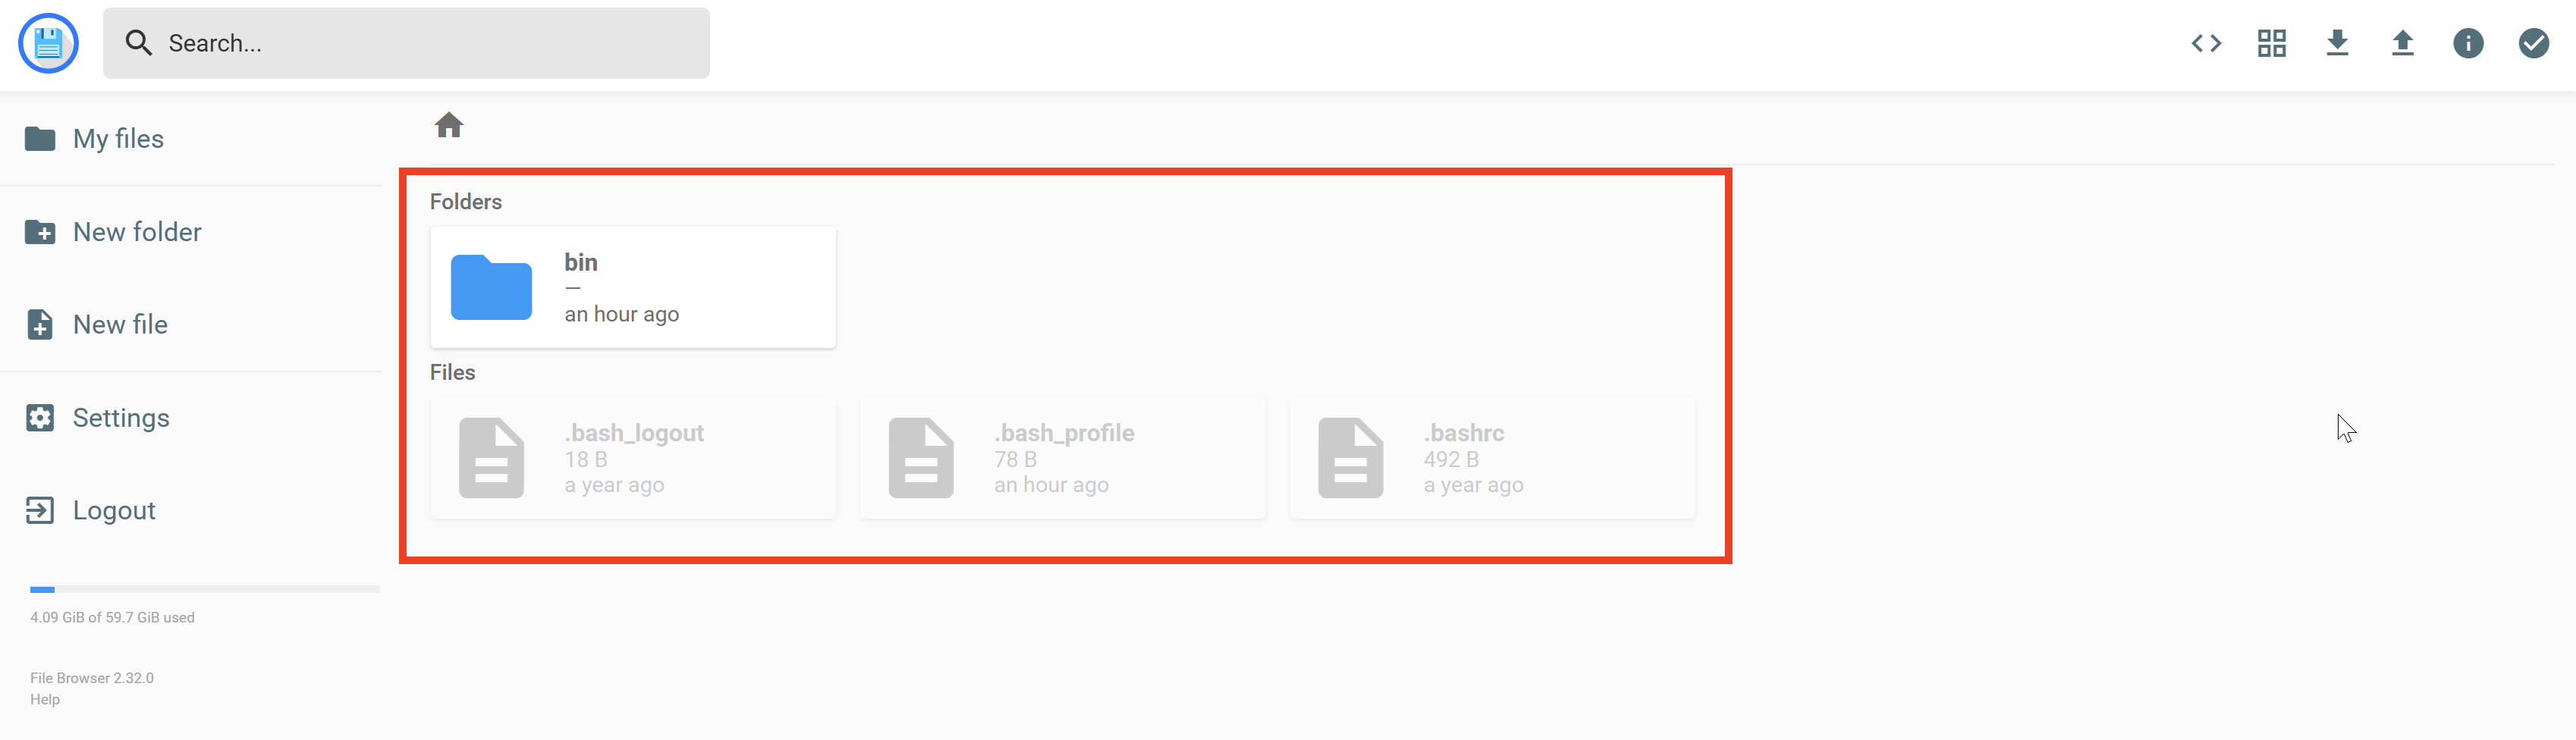 Search...
My files
New folder
New file
Settings
Logout
4.09 GiB of 59.7 GiB used
File Browser 2.32.0
Help
Folders
bin
—
an hour ago
Files
.bash_logout
18 B
a year ago
.bash_profile
78 B
an hour ago
.bashrc
492 B
a year ago